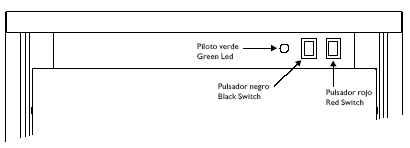 Piloto verde
Green Led
Pulsador negro
Black Switch
Pulsador rojo
Red Switch